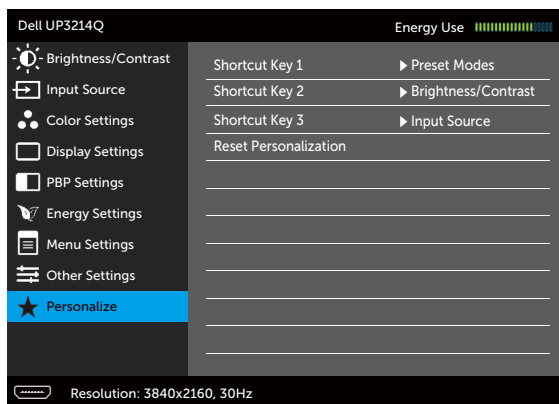 Dell UP3214Q Energy Use
Brightness/Contrast
Input Source
Color Settings
Display Settings
PBP Settings
Energy Settings
Menu Settings
Other Settings
Personalize
Shortcut Key 1 Preset Modes
Shortcut Key 2 Brightness/Contrast
Shortcut Key 3 Input Source
Reset Personalization
Resolution: 3840x2160, 30Hz